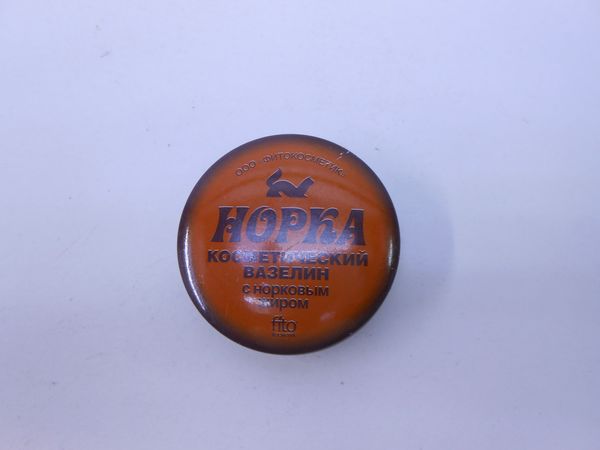 ООО "ФИТОКОСМЕТИК"
НОРКА
КОСМЕТИЧЕСКИЙ
ВАЗЕЛИН
С НОРКОВЫМ
ЖИРОМ
fito